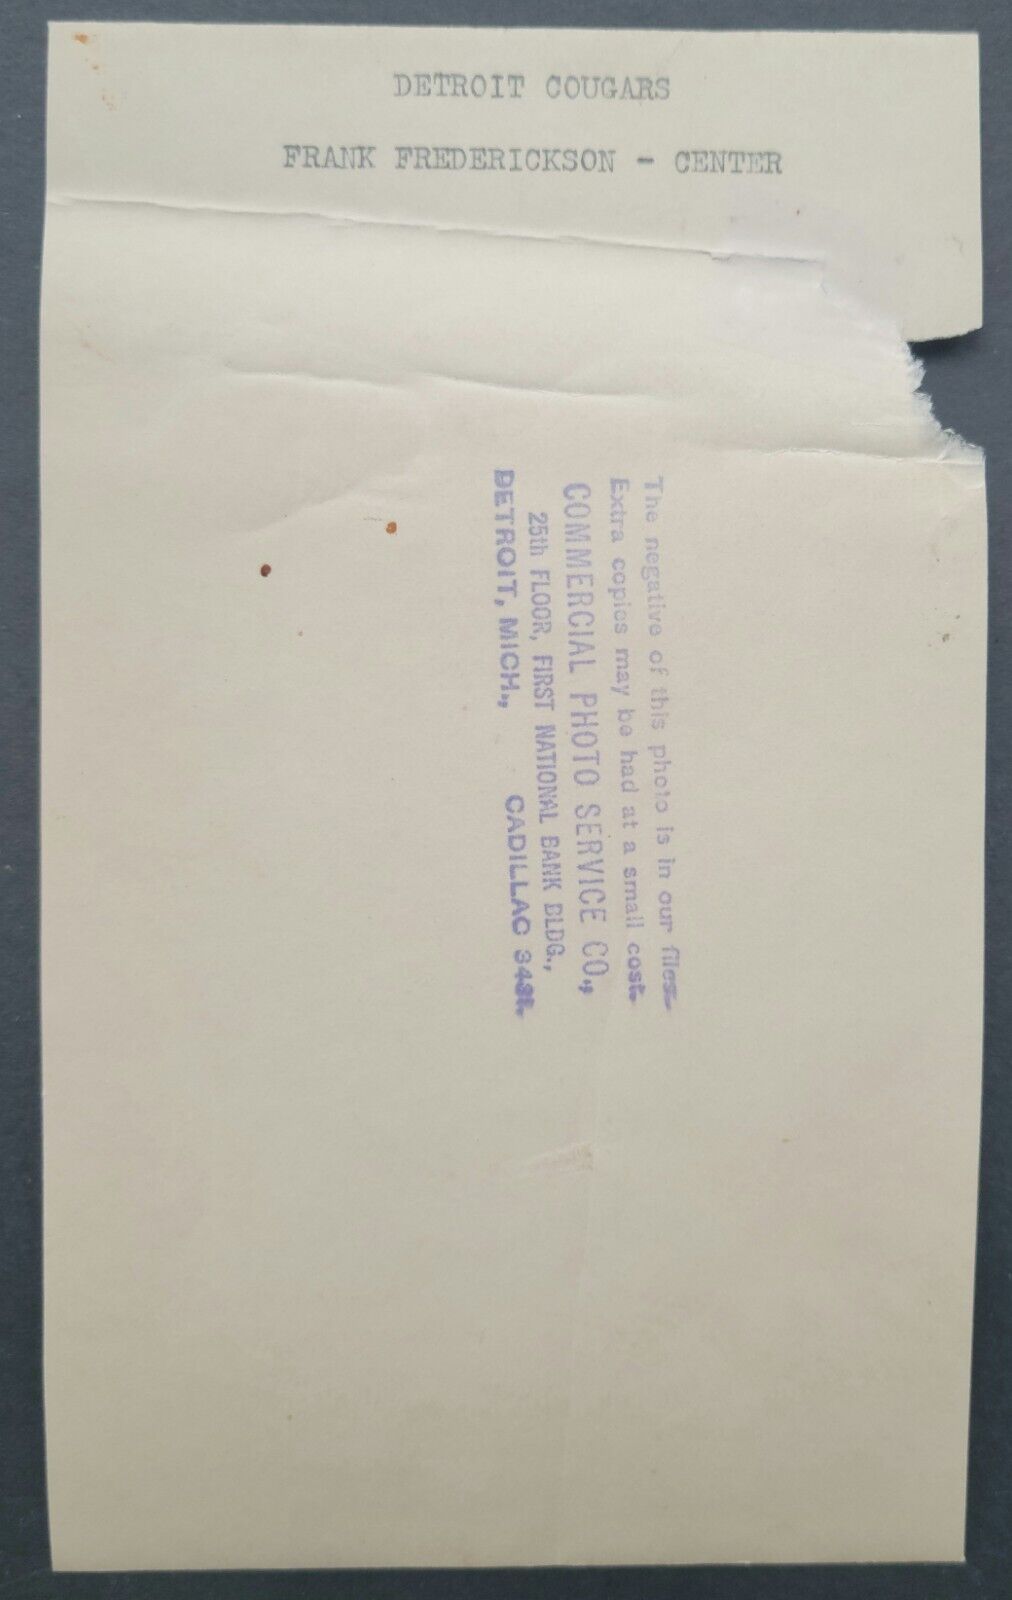 DETROIT COUGARS
FRANK FREDERICKSON - CENTER
The negative of this photo is in our files.
Extra copies may be had at a small cost.
COMMERCIAL PHOTO SERVICE CO.,
25th FLOOR, FIRST NATIONAL BANK BLDG.,
DETROIT, MICH., CADILLAC